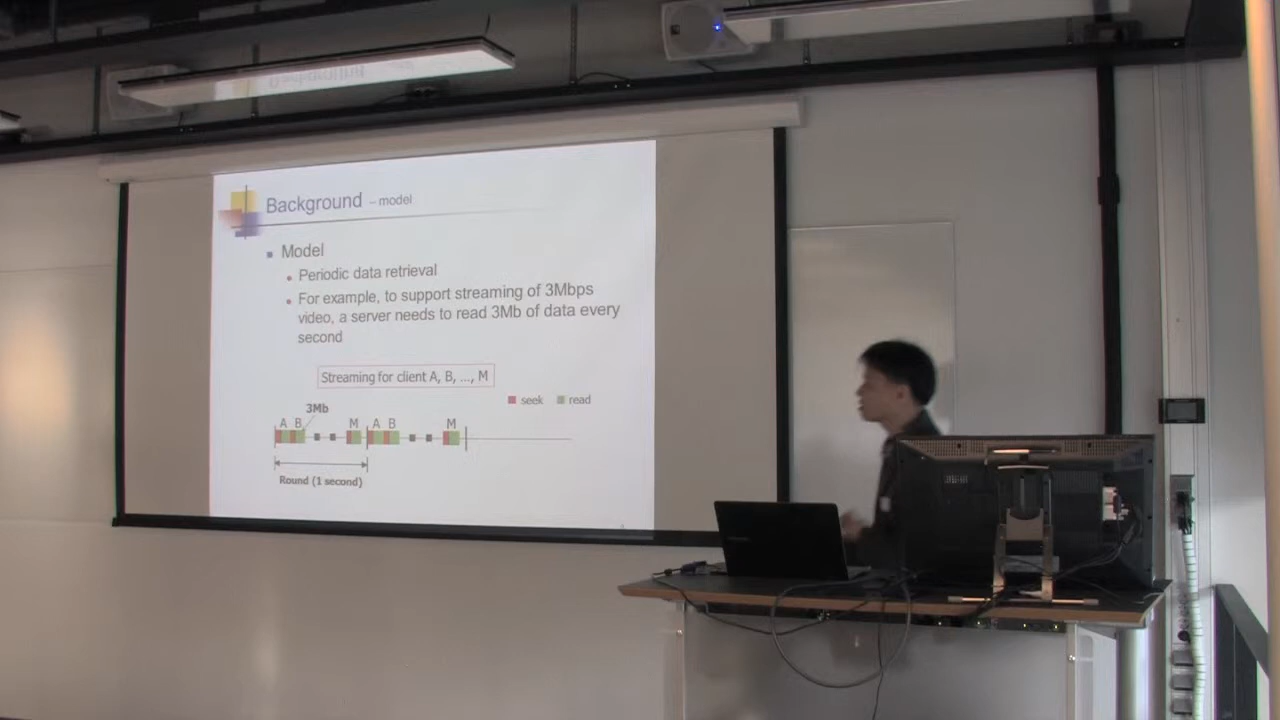 Background – model
Model
Periodic data retrieval
For example, to support streaming of 3Mbps
video, a server needs to read 3Mb of data every
second
Streaming for client A, B, ..., M
seek read
3Mb
A B M A B M
Round (1 second)